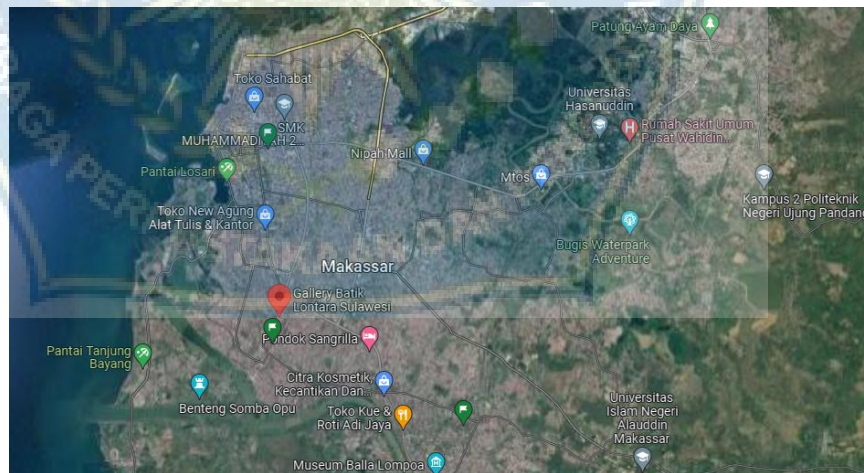 Patung Ayam Daya
Toko Sahabat
Universitas
Hasanuddin
SMK
MUHAMMADIYAH 2...
Rumah Sakit Umum
Pusat Wahidin...
Nipah Mall
Pantai Losari
Mtos
Kampus 2 Politeknik
Negeri Ujung Pandang
Toko New Agung
Alat Tulis & Kantor
Bugis Waterpark
Adventure
Makassar
Gallery Batik
Lontara Sulawesi
Pondok Sangrilla
Pantai Tanjung
Bayang
Citra Kosmetik,
Kecantikan Dan...
Benteng Somba Opu
Toko Kue &
Roti Adi Jaya
Universitas
Islam Negeri
Alauddin
Makassar
Museum Balla Lompoa